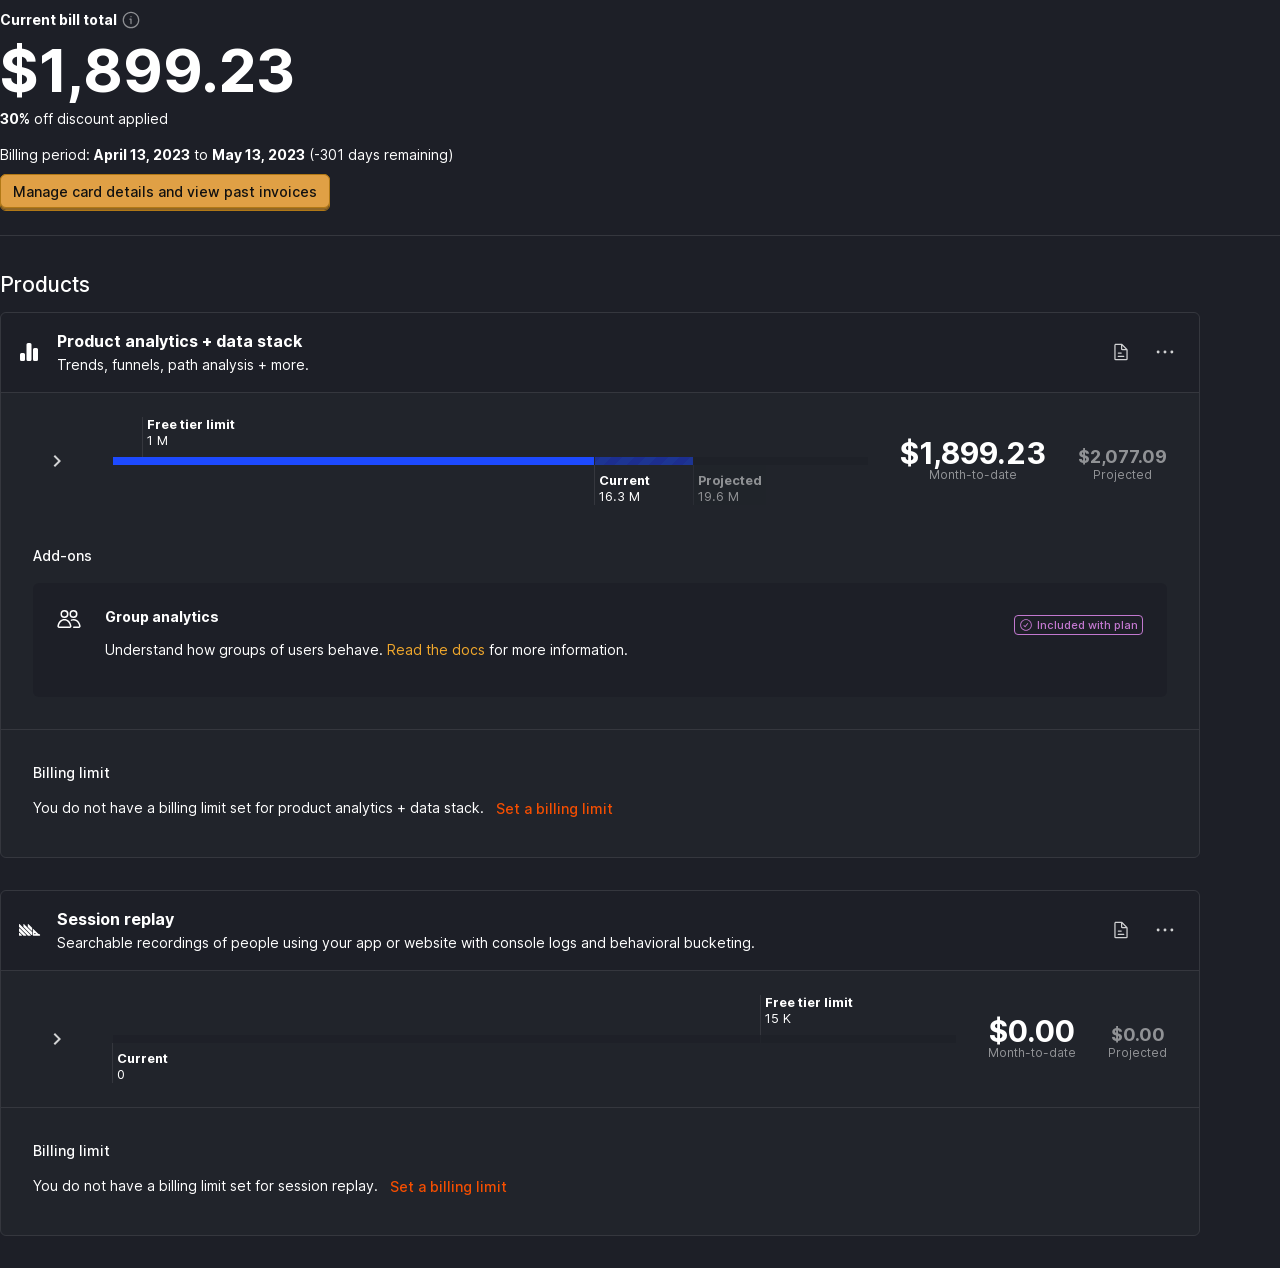 Current bill total
$1,899.23
30% off discount applied
Billing period: April 13, 2023 to May 13, 2023 (-301 days remaining)
Manage card details and view past invoices
Products
Product analytics + data stack
Trends, funnels, path analysis + more.
Free tier limit
1 M
Current
16.3 M
Projected
19.6 M
$1,899.23
Month-to-date
$2,077.09
Projected
Add-ons
Group analytics
Included with plan
Understand how groups of users behave. Read the docs for more information.
Billing limit
You do not have a billing limit set for product analytics + data stack. Set a billing limit
Session replay
Searchable recordings of people using your app or website with console logs and behavioral bucketing.
Free tier limit
15 K
Current
0
$0.00
Month-to-date
$0.00
Projected
Billing limit
You do not have a billing limit set for session replay. Set a billing limit